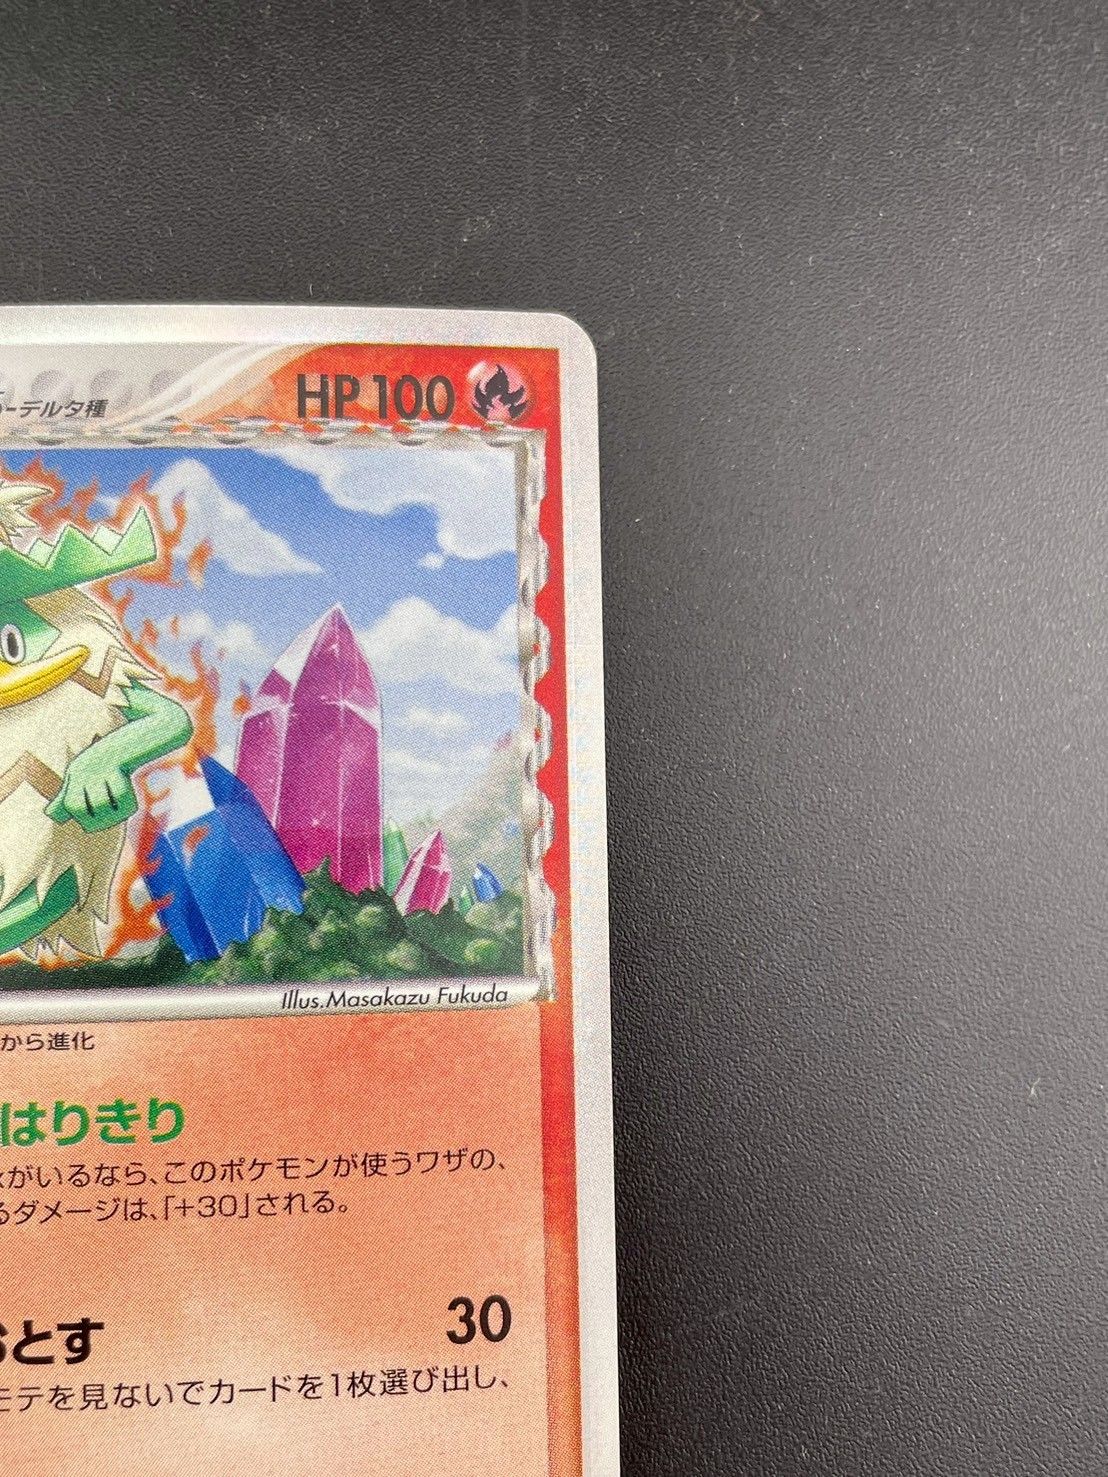 ーデルタ種
HP 100
Illus. Masakazu Fukuda
から進化
はりきり
がいるなら、このポケモンが使うワザの、
るダメージは、「+30」される。
おとす 30
モテを見ないでカードを1枚選び出し、